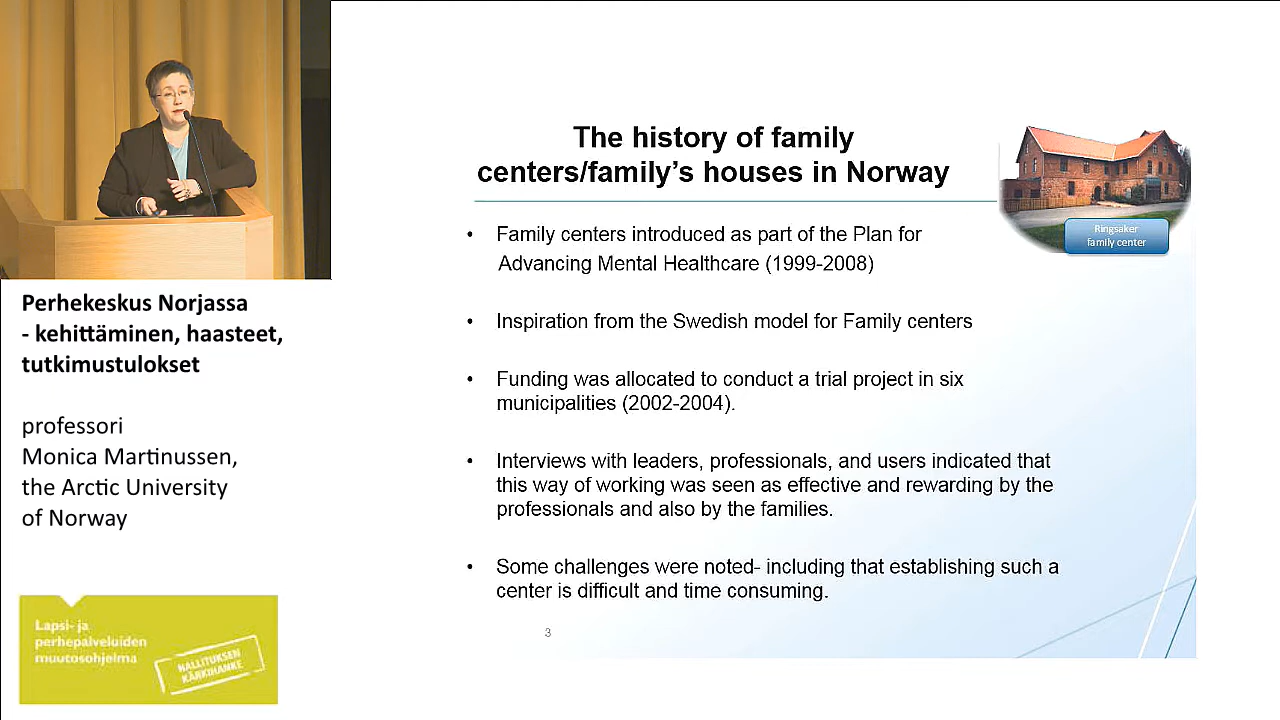 The history of family
centers/family's houses in Norway
Ringsaker
family center
• Family centers introduced as part of the Plan for
Advancing Mental Healthcare (1999-2008)
• Inspiration from the Swedish model for Family centers
• Funding was allocated to conduct a trial project in six
municipalities (2002-2004).
• Interviews with leaders, professionals, and users indicated that
this way of working was seen as effective and rewarding by the
professionals and also by the families.
• Some challenges were noted- including that establishing such a
center is difficult and time consuming.
3
Perhekeskus Norjassa
- kehittäminen, haasteet,
tutkimustulokset
professori
Monica Martinussen,
the Arctic University
of Norway
Lapsi- ja
perhepalveluiden
muutosohjelma
HALLITUKSEN
KÄRKIHANKE